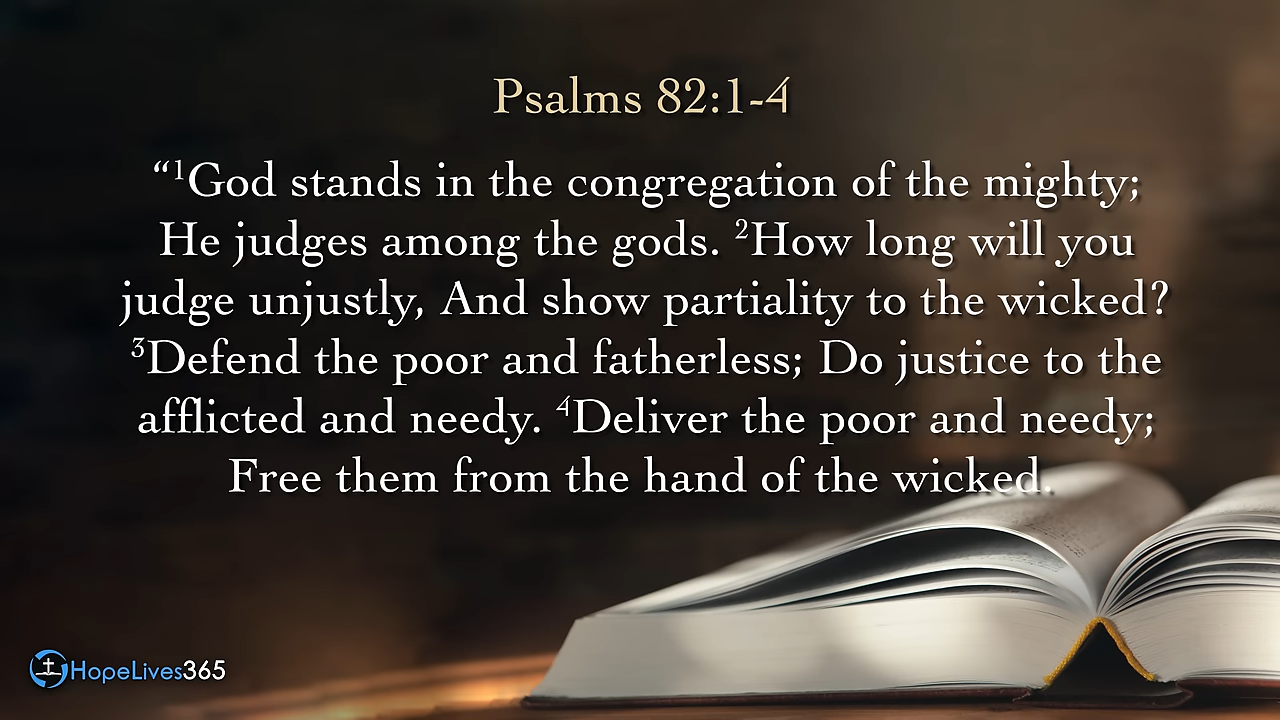 Psalms 82:1-4
“¹God stands in the congregation of the mighty;
He judges among the gods. ²How long will you
judge unjustly, And show partiality to the wicked?
³Defend the poor and fatherless; Do justice to the
afflicted and needy. ⁴Deliver the poor and needy;
Free them from the hand of the wicked.
HopeLives365